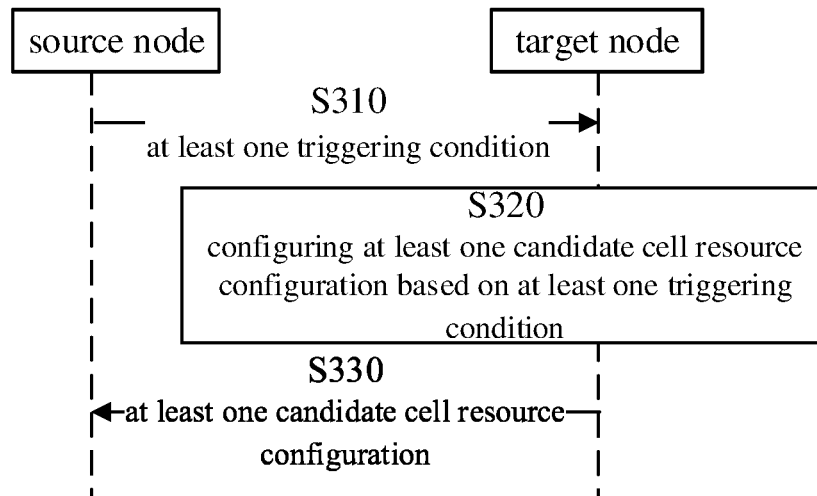 source node
target node
S310
at least one triggering condition
S320
configuring at least one candidate cell resource
configuration based on at least one triggering
condition
S330
at least one candidate cell resource
configuration